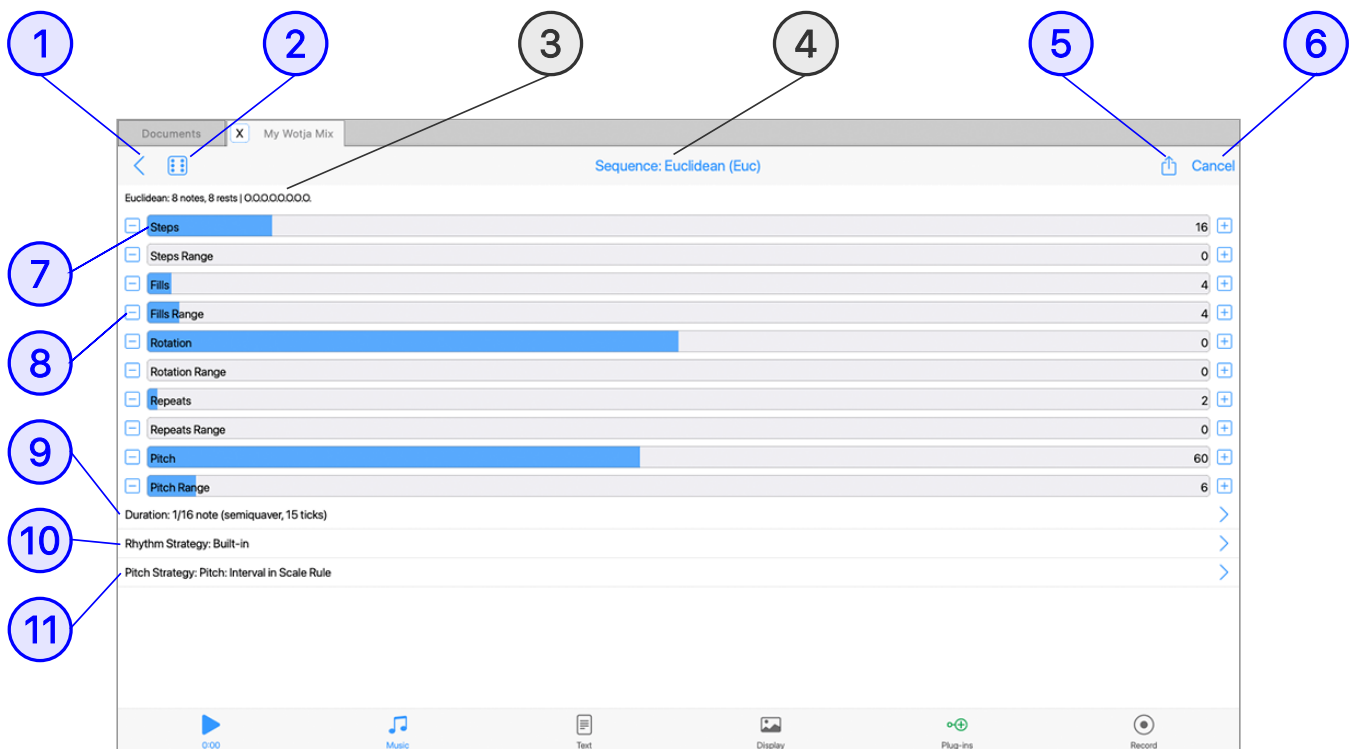 1 2 3 4 5 6
Documents X My Wotja Mix
Sequence: Euclidean (Euc) Cancel
Euclidean: 8 notes, 8 rests | O.O.O.O.O.O.O.O.
Steps 16
Steps Range 0
7
Fills 4
Fills Range 4
Rotation 0
8
Rotation Range 0
Repeats 2
Repeats Range 0
9
Pitch 60
Pitch Range 6
Duration: 1/16 note (semiquaver, 15 ticks)
10
Rhythm Strategy: Built-in
Pitch Strategy: Pitch: Interval in Scale Rule
11
0:00 Music Text Display Plug-ins Record